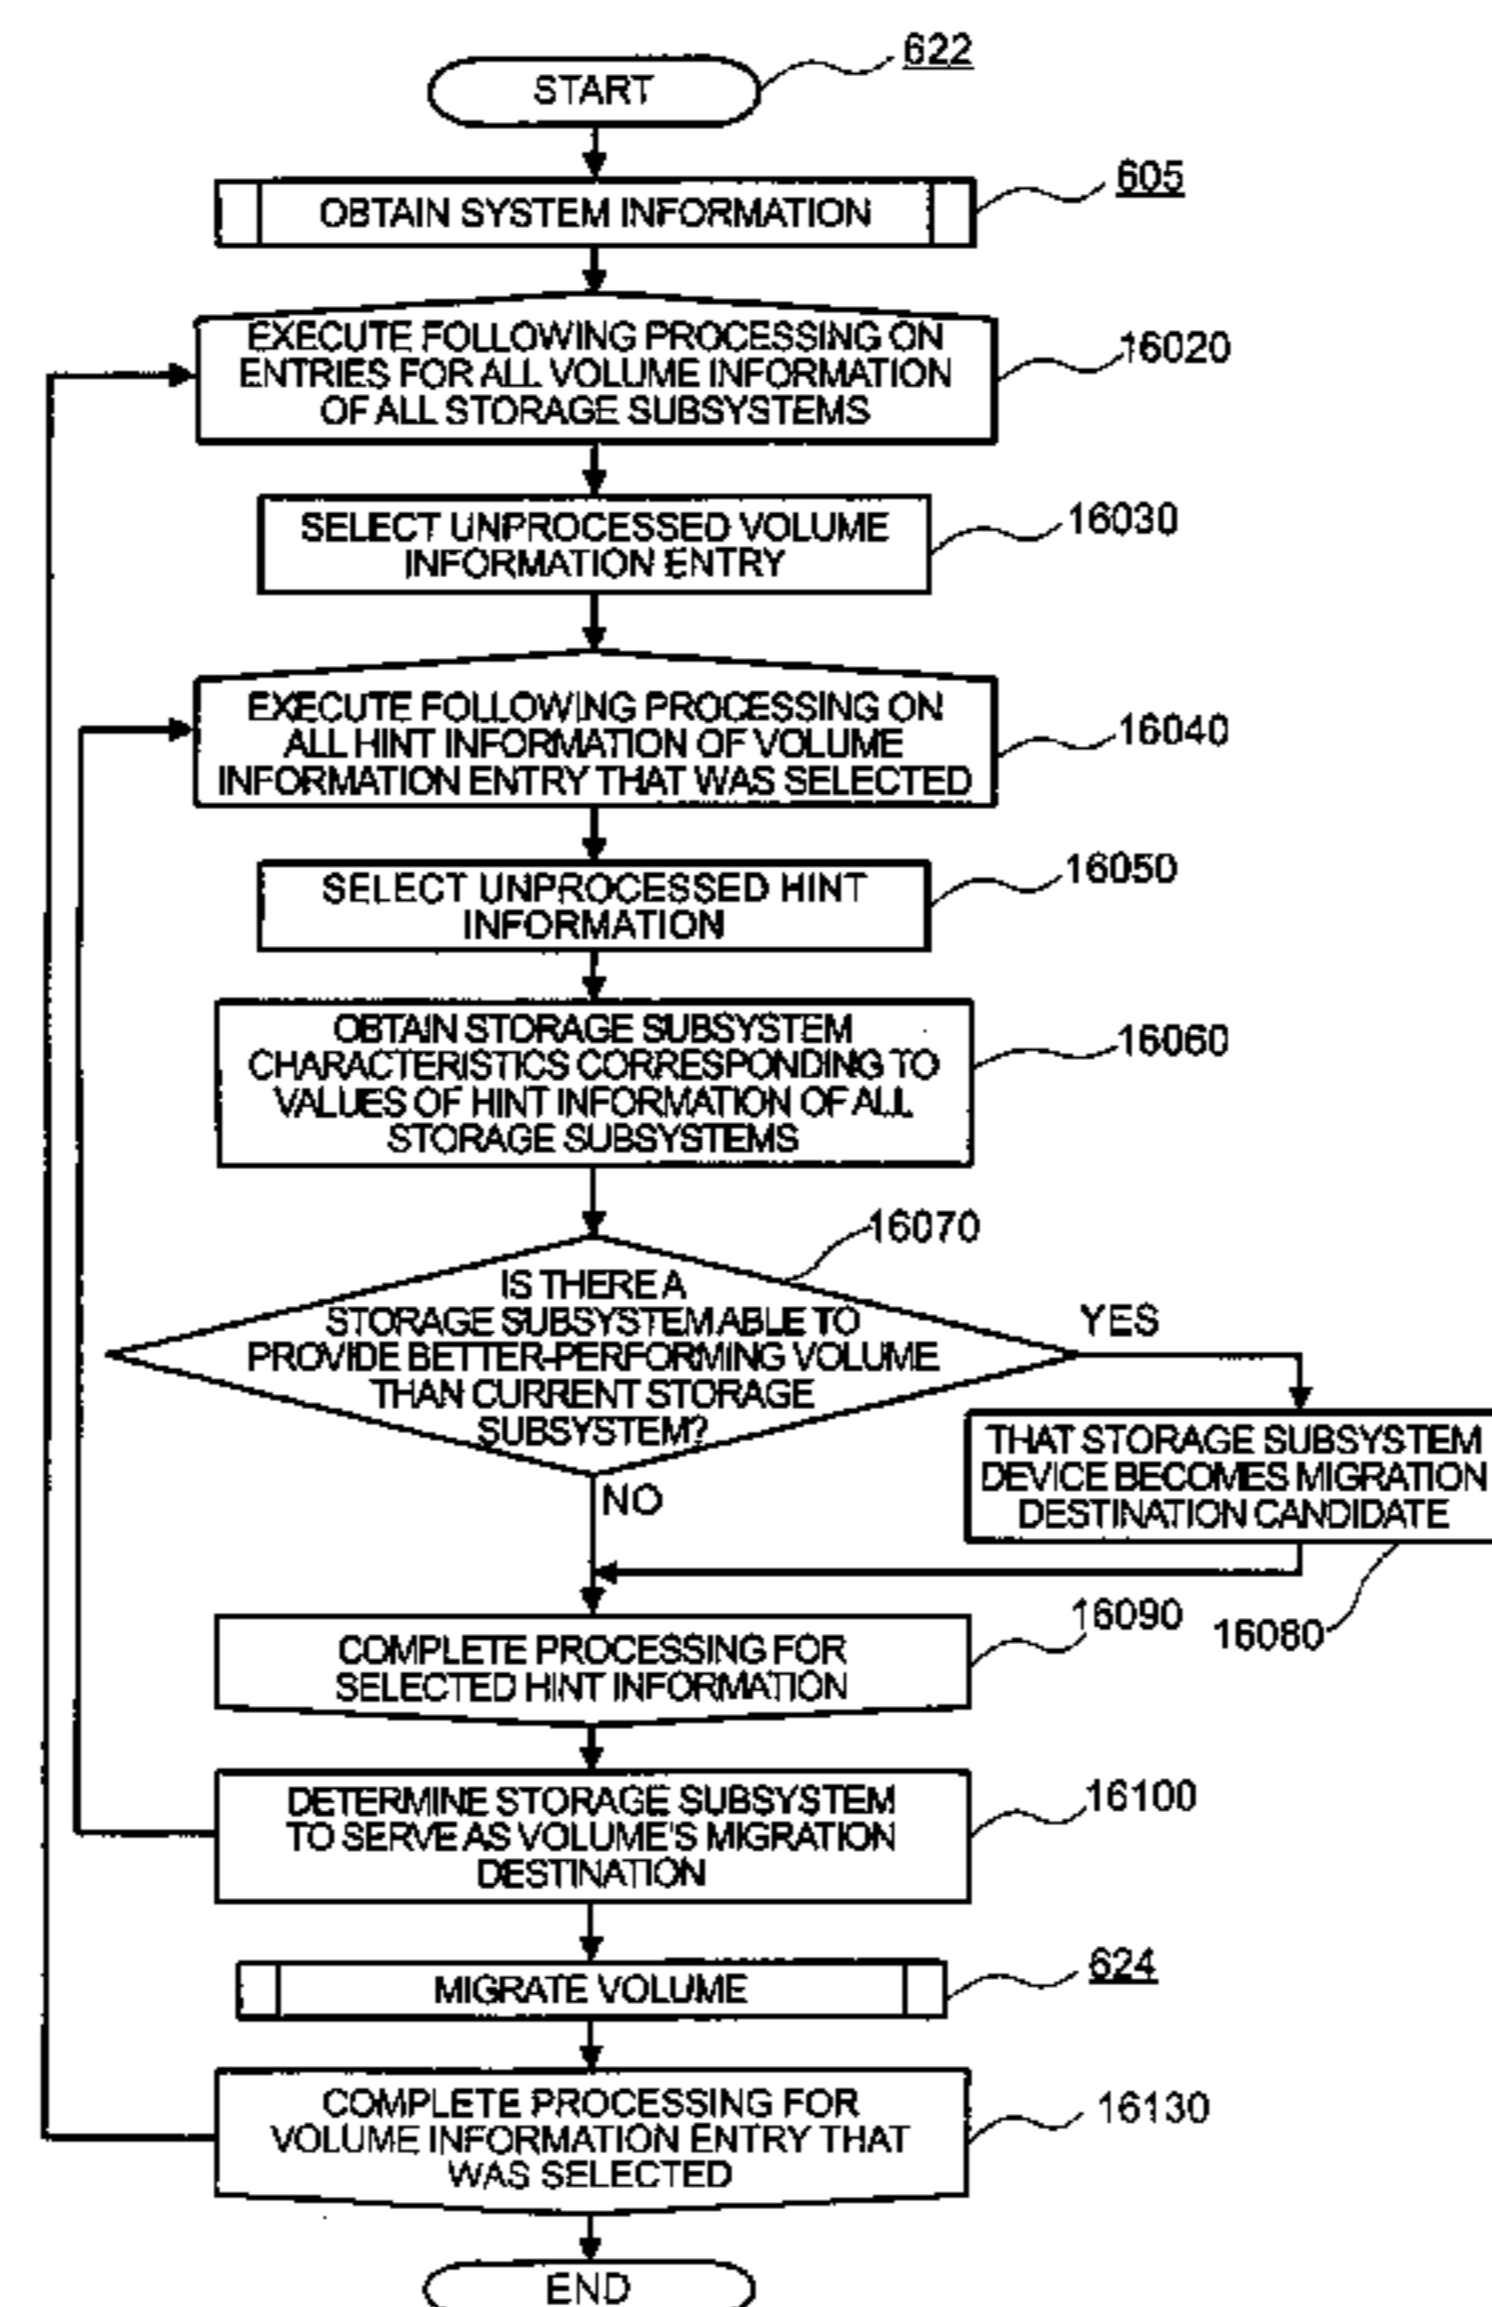 622
START
605
OBTAIN SYSTEM INFORMATION
EXECUTE FOLLOWING PROCESSING ON
ENTRIES FOR ALL VOLUME INFORMATION
OF ALL STORAGE SUBSYSTEMS
16020
SELECT UNPROCESSED VOLUME
INFORMATION ENTRY
16030
EXECUTE FOLLOWING PROCESSING ON
ALL HINT INFORMATION OF VOLUME
INFORMATION ENTRY THAT WAS SELECTED
16040
SELECT UNPROCESSED HINT
INFORMATION
16050
OBTAIN STORAGE SUBSYSTEM
CHARACTERISTICS CORRESPONDING TO
VALUES OF HINT INFORMATION OF ALL
STORAGE SUBSYSTEMS
16060
16070
IS THERE A
STORAGE SUBSYSTEM ABLE TO
PROVIDE BETTER-PERFORMING VOLUME
THAN CURRENT STORAGE
SUBSYSTEM?
YES
NO
THAT STORAGE SUBSYSTEM
DEVICE BECOMES MIGRATION
DESTINATION CANDIDATE
16080
16090
COMPLETE PROCESSING FOR
SELECTED HINT INFORMATION
DETERMINE STORAGE SUBSYSTEM
TO SERVE AS VOLUME'S MIGRATION
DESTINATION
16100
MIGRATE VOLUME
624
COMPLETE PROCESSING FOR
VOLUME INFORMATION ENTRY THAT
WAS SELECTED
16130
END